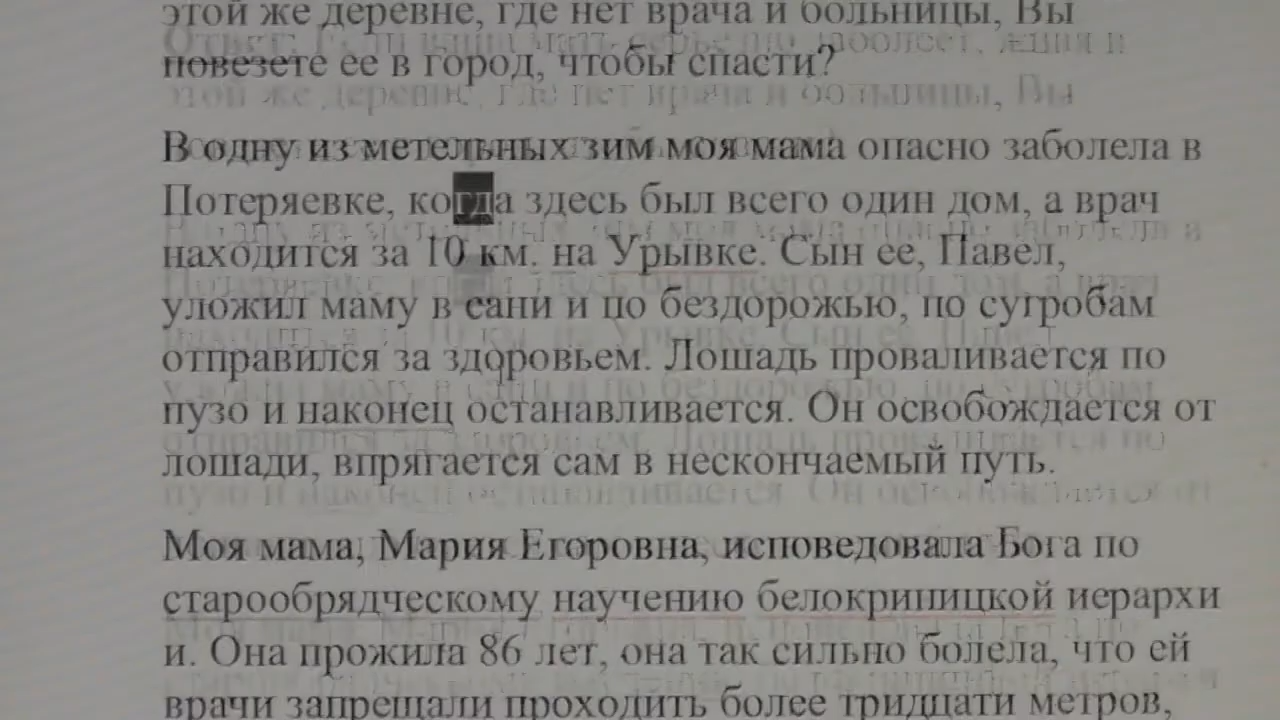 этой же деревне, где нет врача и больницы, Вы
повезете ее в город, чтобы спасти?
В одну из метельных зим моя мама опасно заболела в
Потеряевке, когда здесь был всего один дом, а врач
находится за 10 км. на Урывке. Сын ее, Павел,
уложил маму в сани и по бездорожью, по сугробам
отправился за здоровьем. Лошадь проваливается по
пузо и наконец останавливается. Он освобождается от
лошади, впрягается сам в нескончаемый путь.
Моя мама, Мария Егоровна, исповедовала Бога по
старообрядческому научению белокриницкой иерархи
и. Она прожила 86 лет, она так сильно болела, что ей
врачи запрещали проходить более тридцати метров,